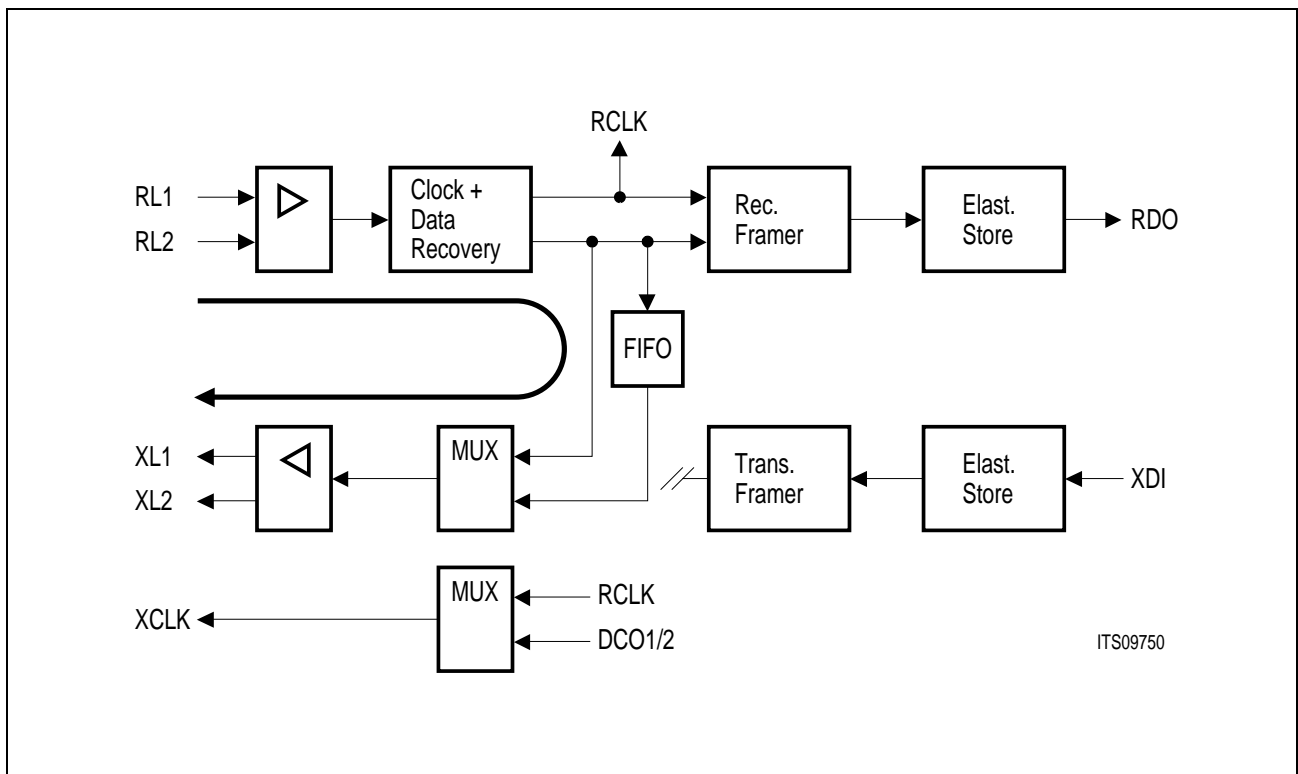 RCLK
RL1
RL2
Clock +
Data
Recovery
Rec.
Framer
Elast.
Store
RDO
FIFO
XL1
XL2
MUX
Trans.
Framer
Elast.
Store
XDI
XCLK
MUX
RCLK
DCO1/2
ITS09750